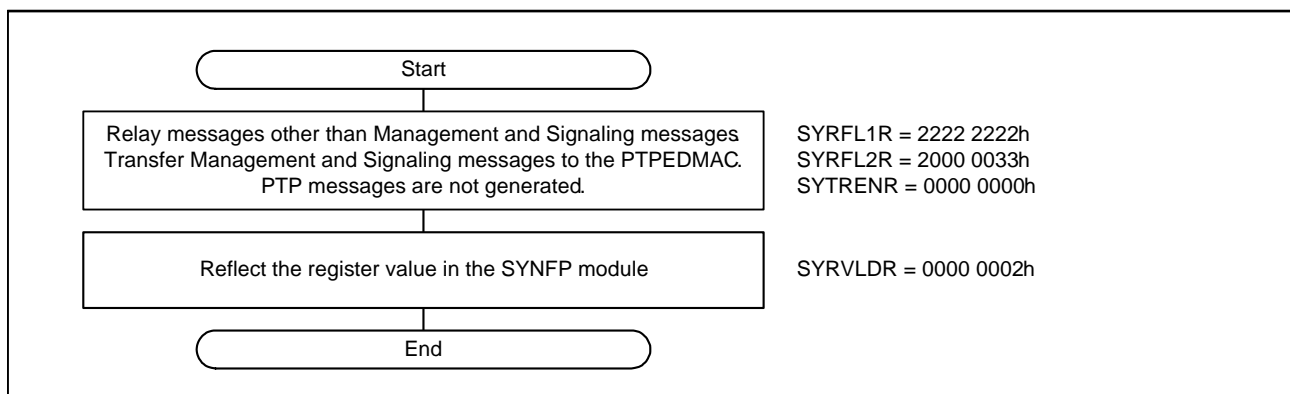 Start
Relay messages other than Management and Signaling messages.
Transfer Management and Signaling messages to the PTPEDMAC.
PTP messages are not generated.
SYRFL1R = 2222 2222h
SYRFL2R = 2000 0033h
SYTRENR = 0000 0000h
Reflect the register value in the SYNFP module
SYRVLDR = 0000 0002h
End